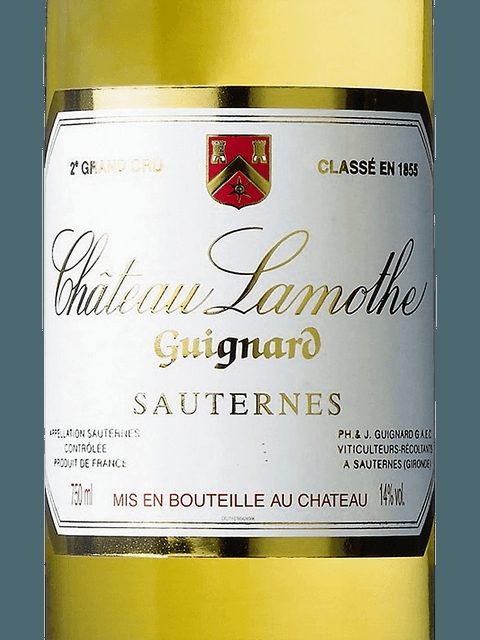 2e GRAND CRU
CLASSÉ EN 1855
Château Lamothe
Guignard
SAUTERNES
APPELLATION SAUTERNES
CONTRÔLÉE
PRODUIT DE FRANCE
PH. & J. GUIGNARD G.A.E.C
VITICULTEURS-RÉCOLTANTS
A SAUTERNES (GIRONDE)
750 ml
MIS EN BOUTEILLE AU CHATEAU
14% vol.